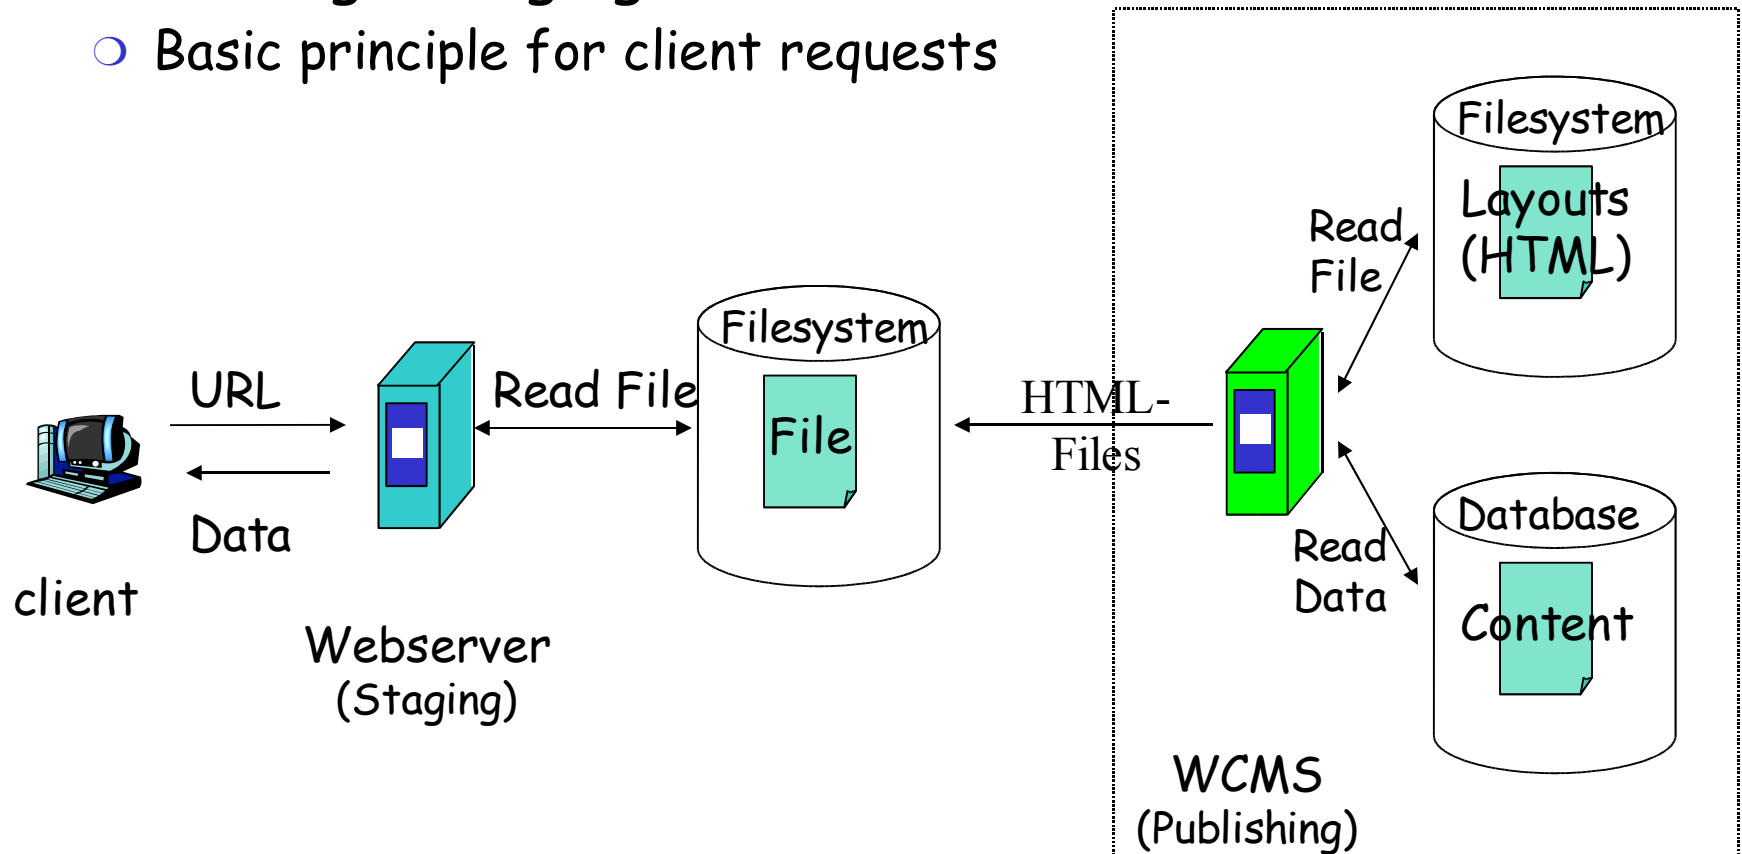 Basic principle for client requests
Filesystem
Layouts
(HTML)
Read
File
Filesystem
File
URL
Read File
HTML-
Files
Data
client
Webserver
(Staging)
Database
Content
Read
Data
WCMS
(Publishing)